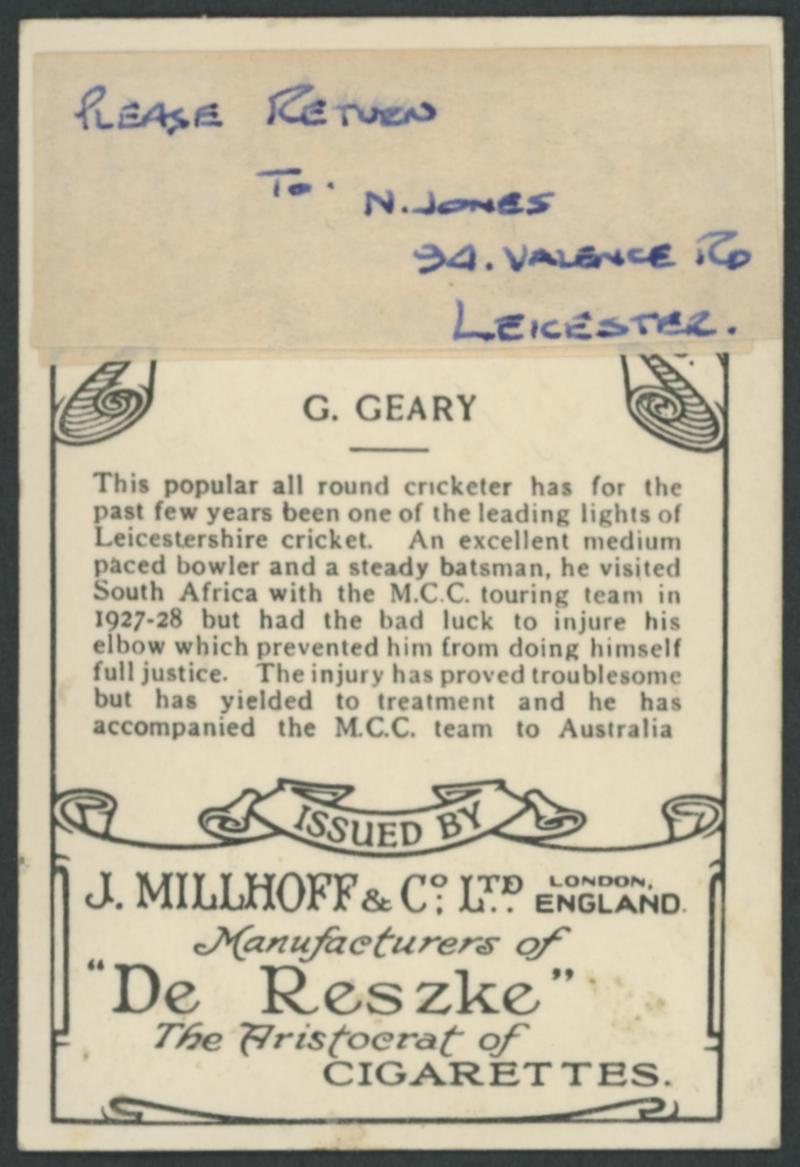 PLEASE RETURN
To.
N. JONES
94. VALENCE RD
LEICESTER.
G. GEARY
This popular all round cricketer has for the
past few years been one of the leading lights of
Leicestershire cricket. An excellent medium
paced bowler and a steady batsman, he visited
South Africa with the M.C.C. touring team in
1927-28 but had the bad luck to injure his
elbow which prevented him from doing himself
full justice. The injury has proved troublesome
but has yielded to treatment and he has
accompanied the M.C.C. team to Australia
ISSUED BY
J. MILLHOFF & Co. LTD. LONDON, ENGLAND.
Manufacturers of
"De Reszke"
The Aristocrat of
CIGARETTES.